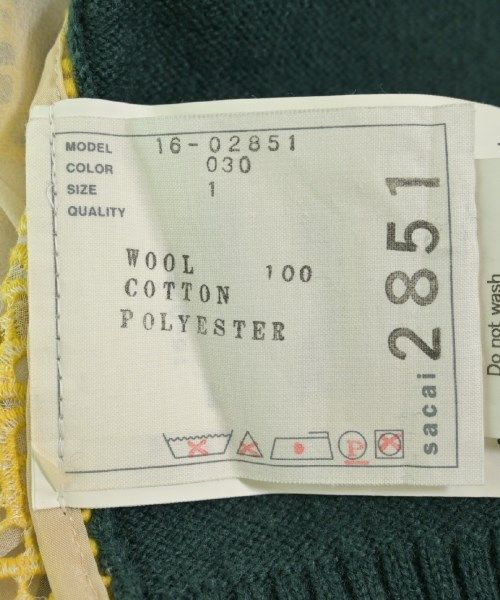 MODEL 16-02851
COLOR 030
SIZE 1
QUALITY
WOOL 100
COTTON
POLYESTER
P
sacai 2851
Do not wash